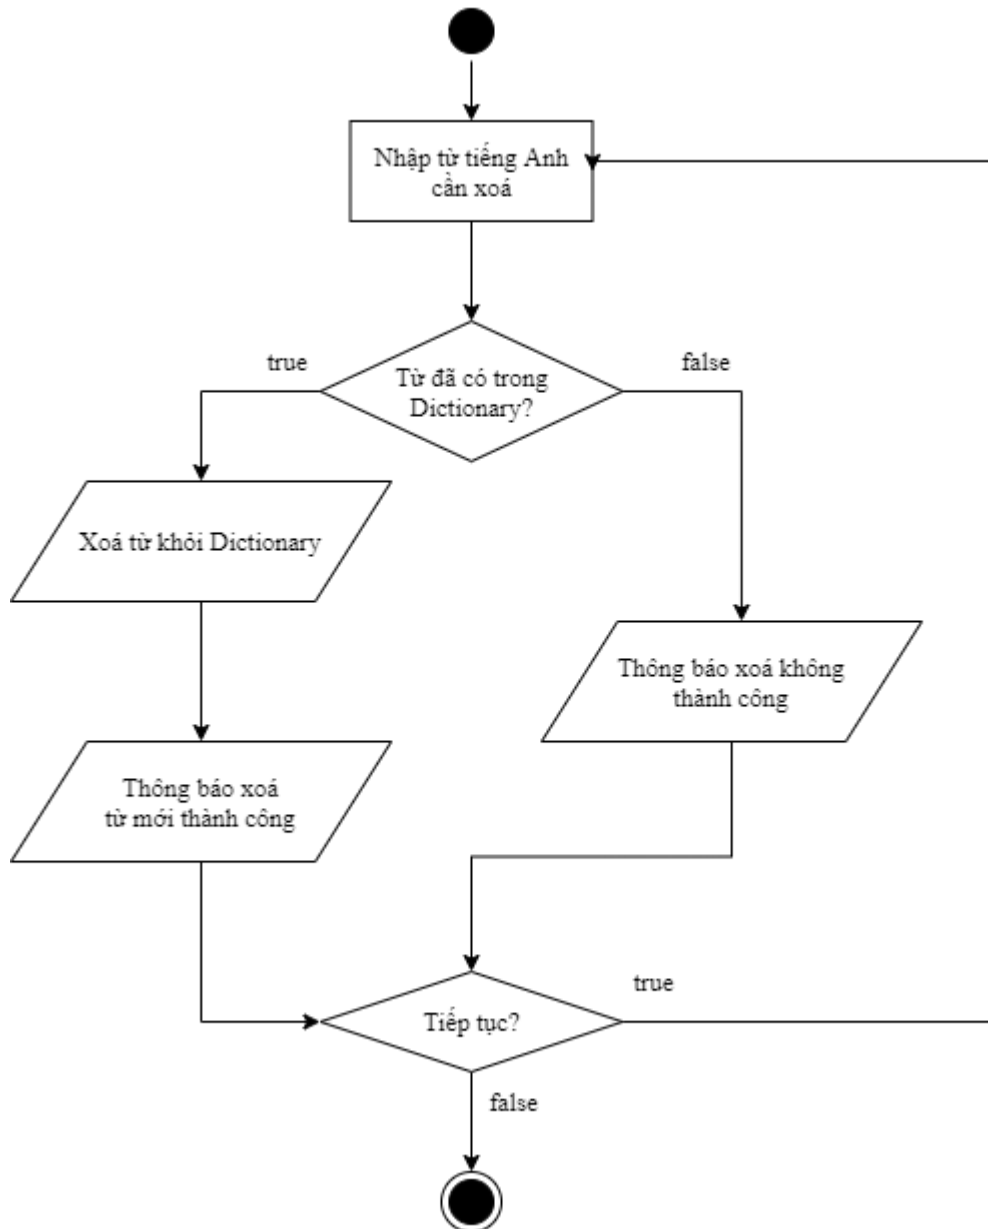 Nhập từ tiếng Anh
cần xoá
true
false
Từ đã có trong
Dictionary?
Xoá từ khỏi Dictionary
Thông báo xoá không
thành công
Thông báo xoá
từ mới thành công
true
Tiếp tục?
false